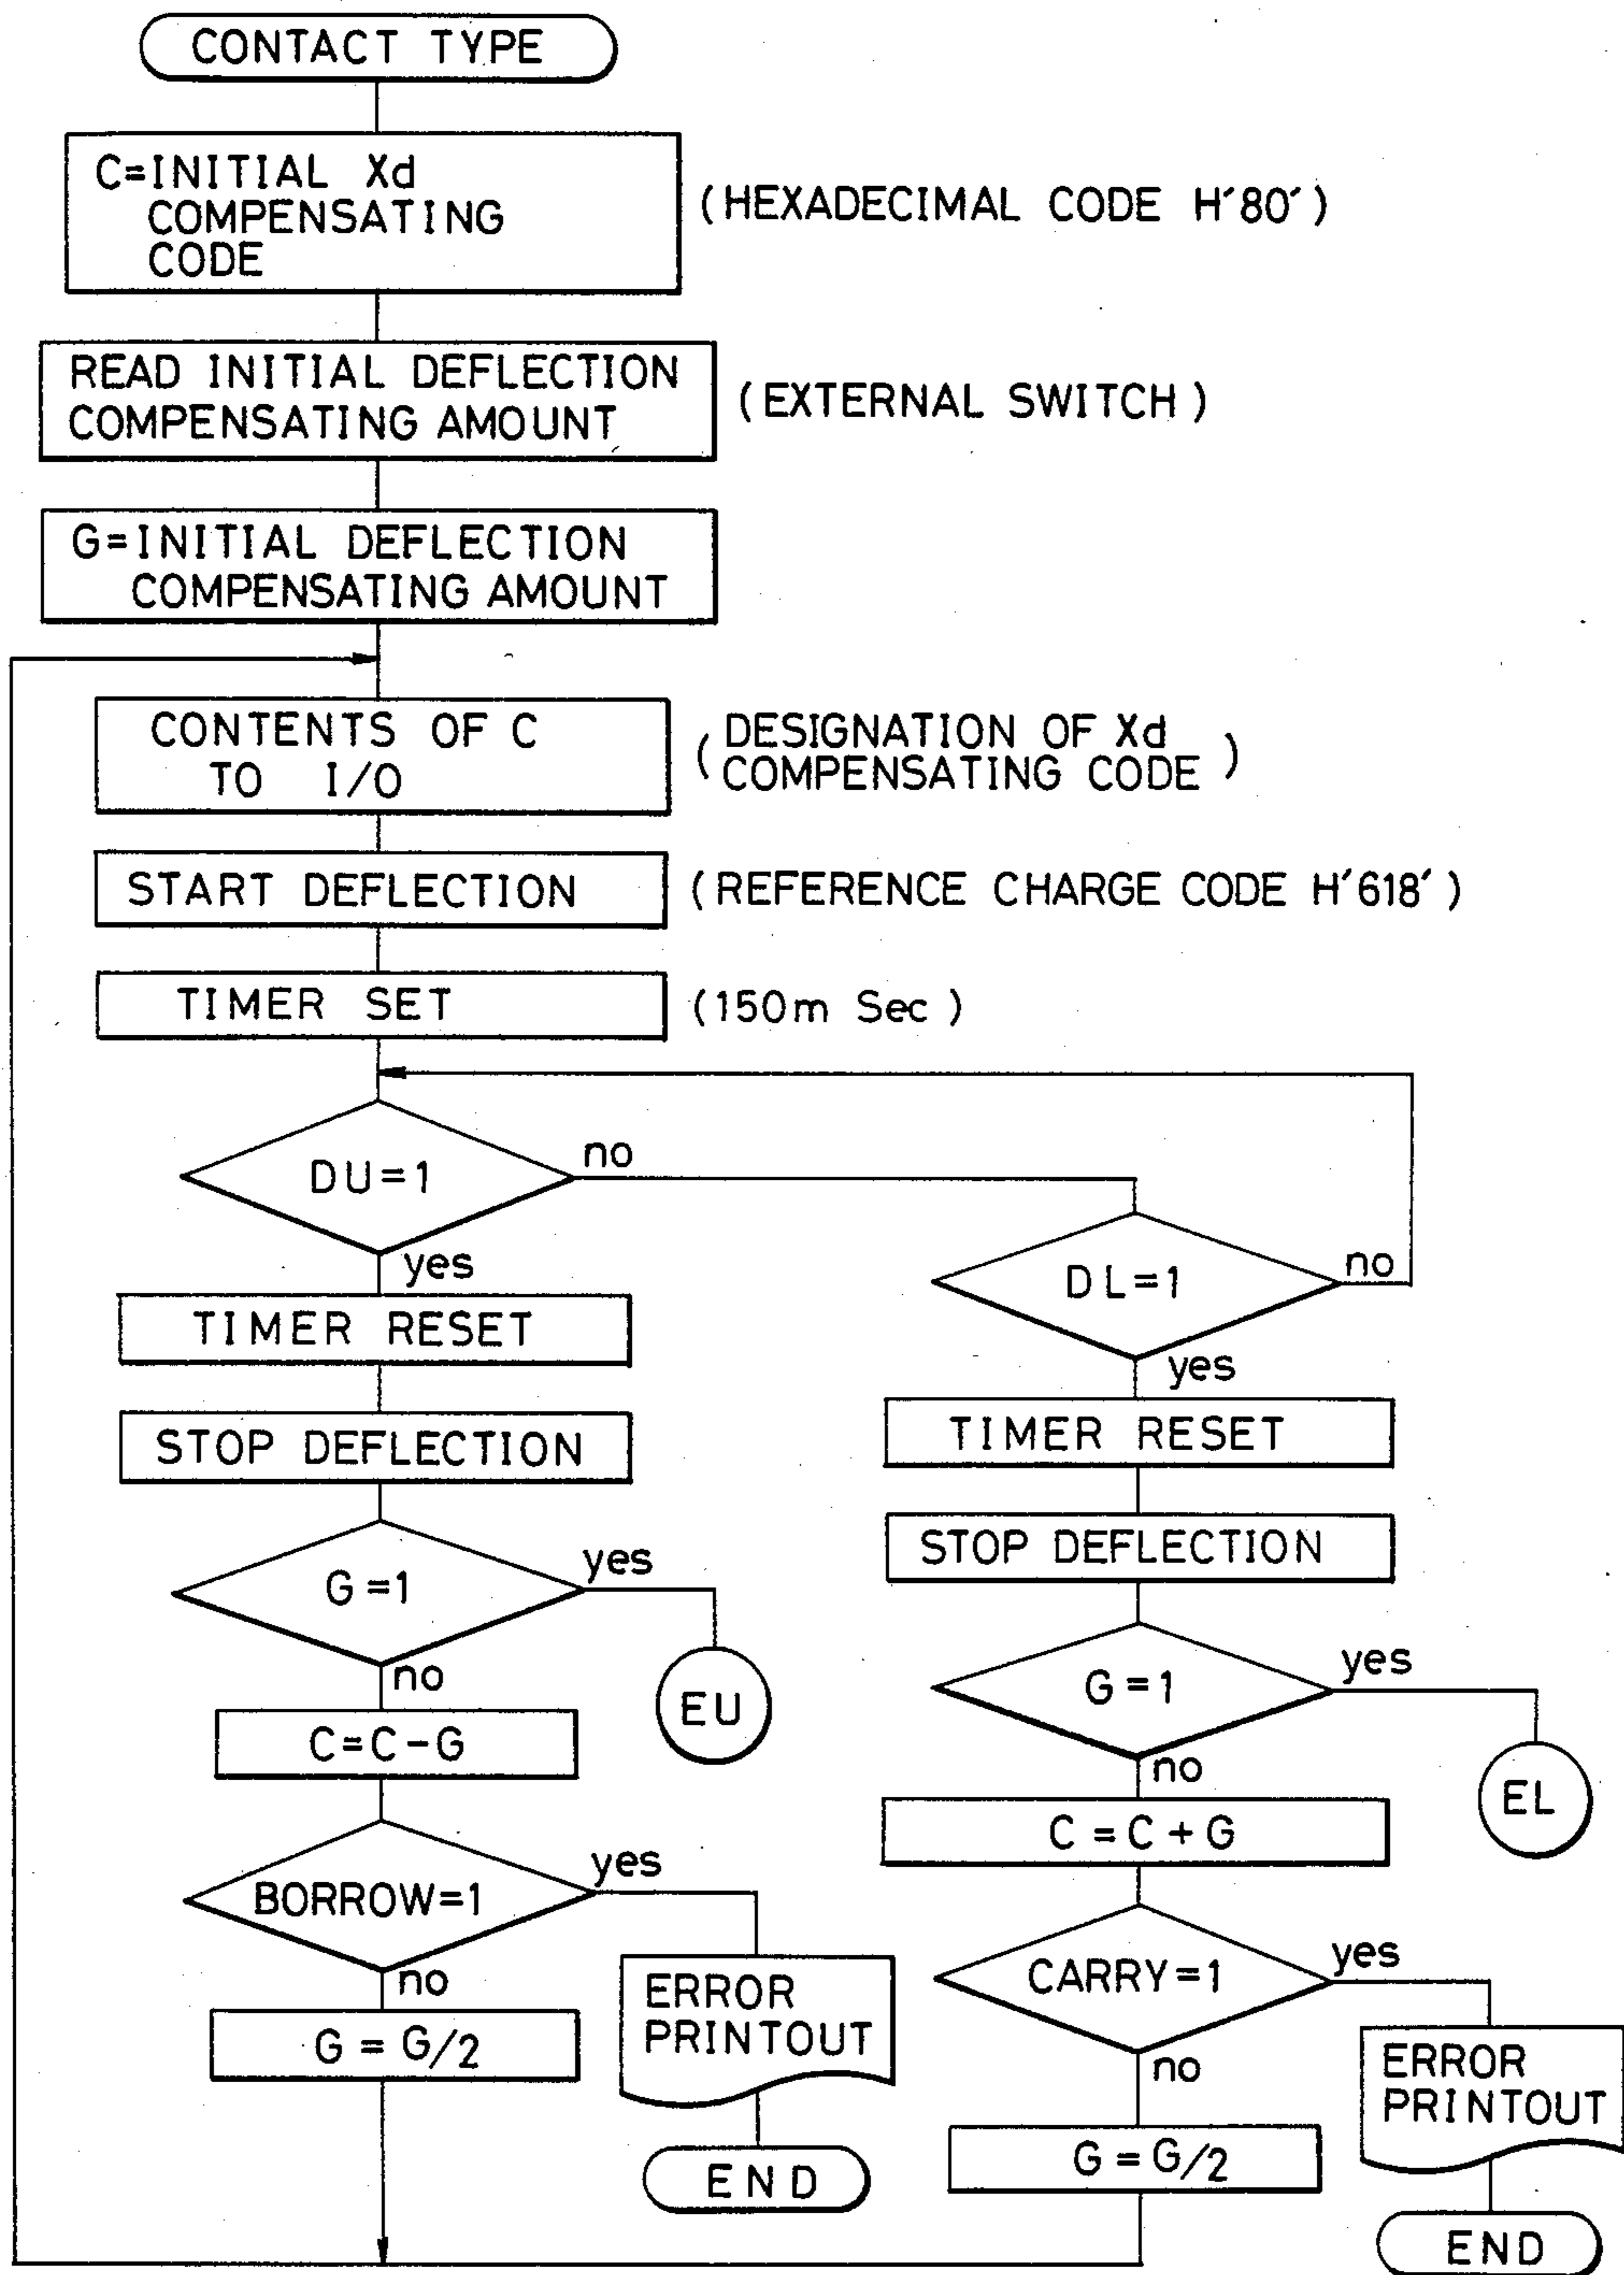 CONTACT TYPE
C=INITIAL Xd
COMPENSATING
CODE
(HEXADECIMAL CODE H'80')
READ INITIAL DEFLECTION
COMPENSATING AMOUNT
(EXTERNAL SWITCH)
G=INITIAL DEFLECTION
COMPENSATING AMOUNT
CONTENTS OF C
TO I/O
(DESIGNATION OF Xd
COMPENSATING CODE)
START DEFLECTION
(REFERENCE CHARGE CODE H'618')
TIMER SET
(150m Sec)
DU=1
no
yes
DL=1
no
yes
TIMER RESET
STOP DEFLECTION
TIMER RESET
STOP DEFLECTION
G=1
yes
no
EU
G=1
yes
no
EL
C=C-G
C=C+G
BORROW=1
yes
no
ERROR
PRINTOUT
END
G=G/2
CARRY=1
yes
no
ERROR
PRINTOUT
END
G=G/2